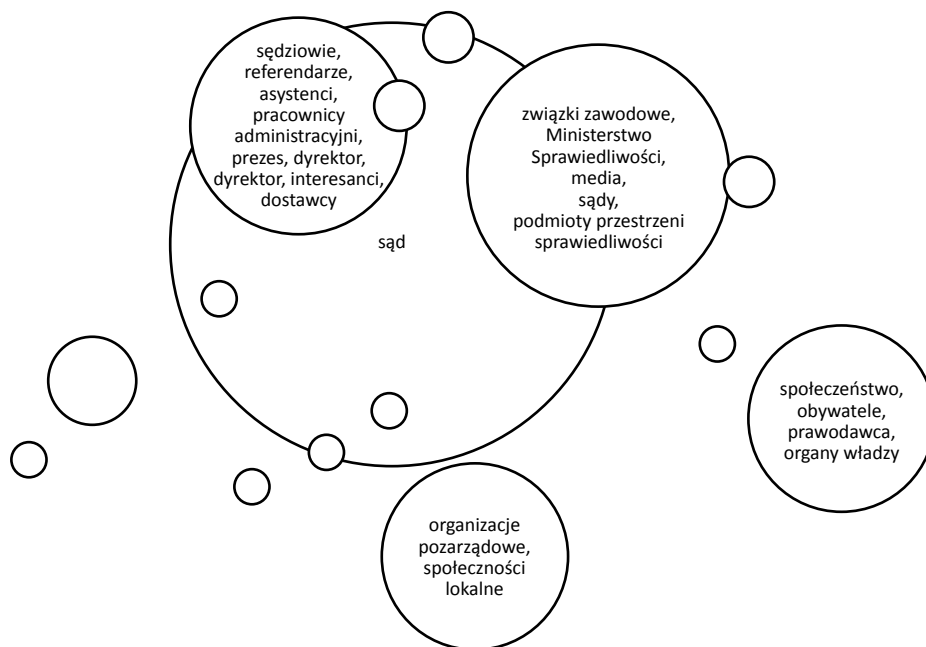 sędziowie,
referendarze,
asystenci,
pracownicy
administracyjni,
prezes, dyrektor,
dyrektor, interesanci,
dostawcy
związki zawodowe,
Ministerstwo
Sprawiedliwości,
media,
sądy,
podmioty przestrzeni
sprawiedliwości
sąd
społeczeństwo,
obywatele,
prawodawca,
organy władzy
organizacje
pozarządowe,
społeczności
lokalne